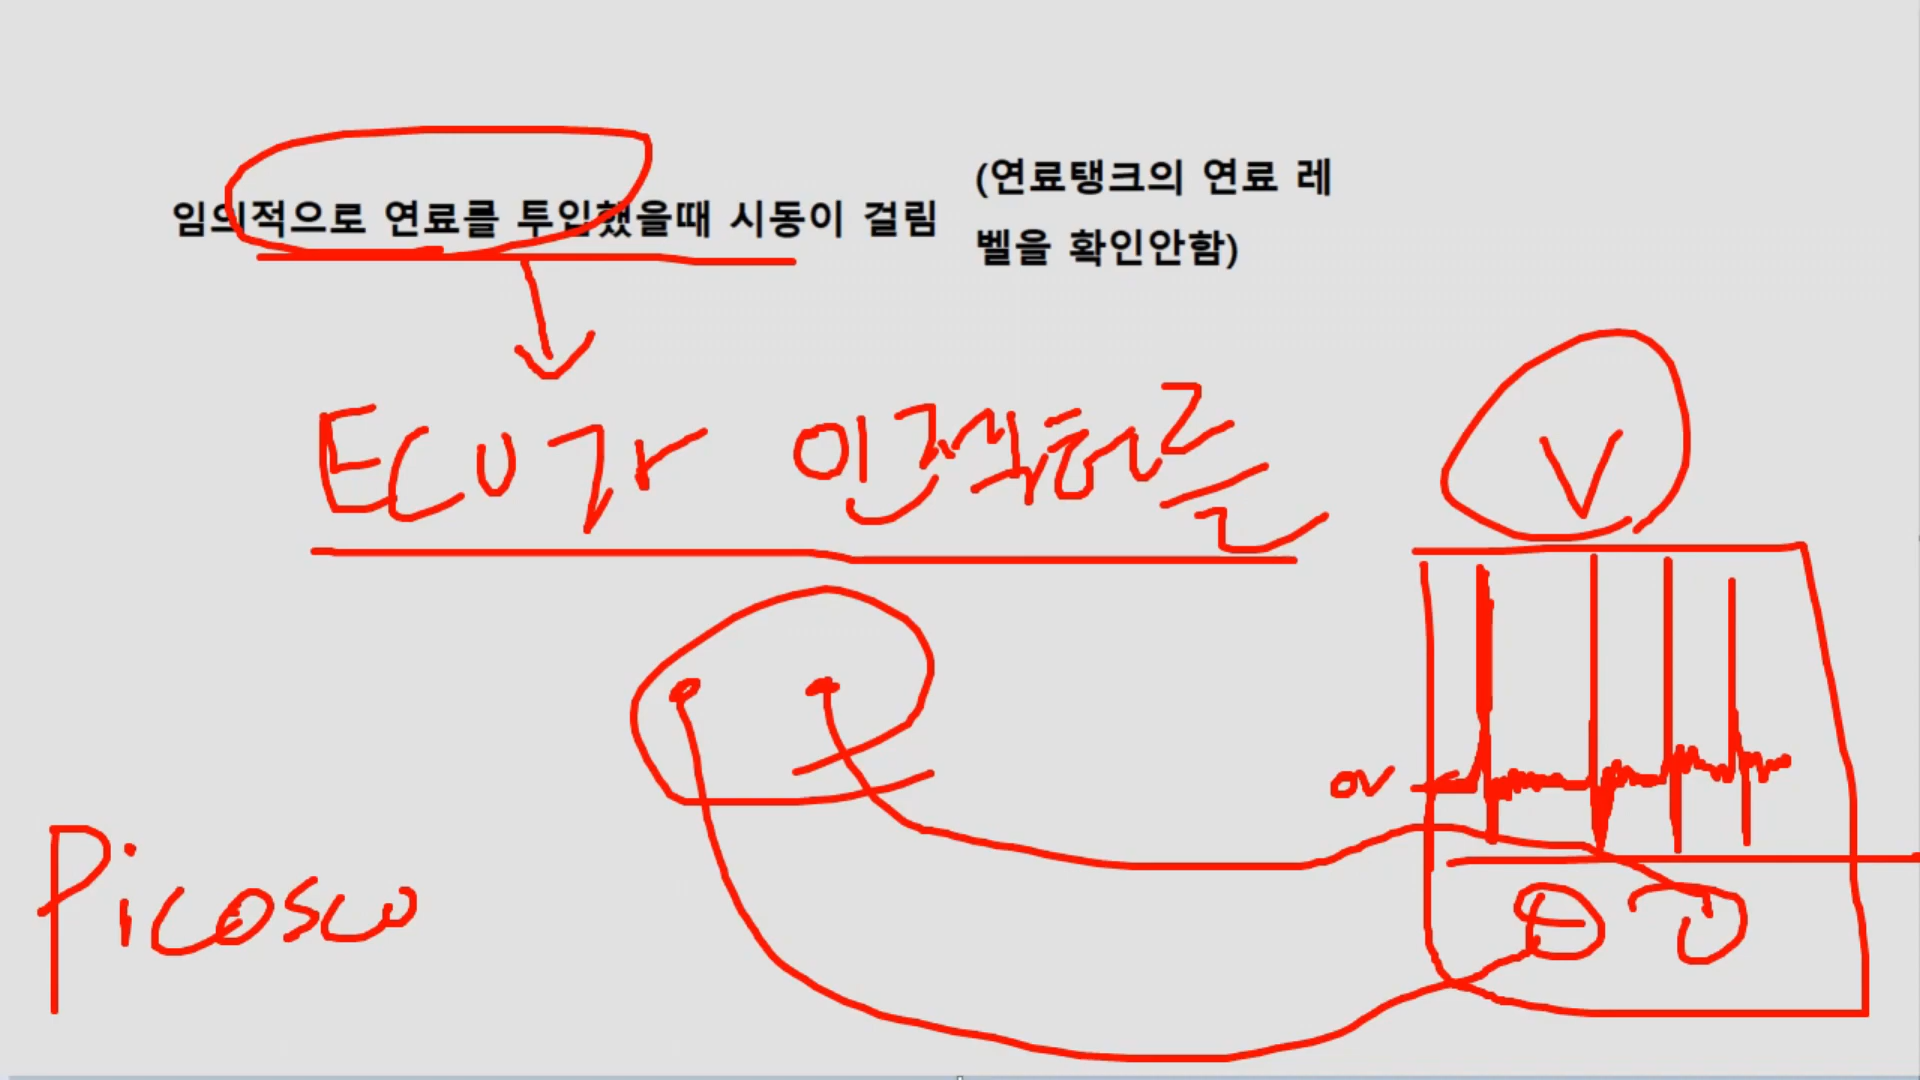 임의적으로 연료를 투입했을때 시동이 걸림
(연료탱크의 연료 레
벨을 확인안함)
ECU가 인젝터를
V
0V
Picosco